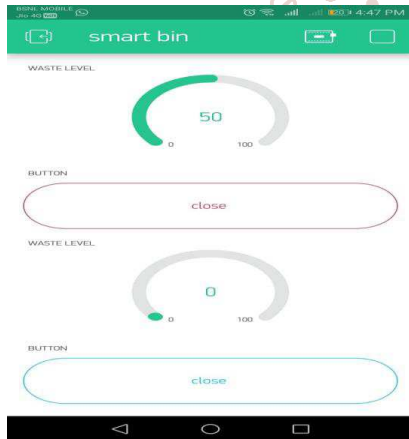 BSNL MOBILE
Jio 4G 4:47 PM
smart bin
WASTE LEVEL
50
0 100
BUTTON
close
WASTE LEVEL
0
0 100
BUTTON
close